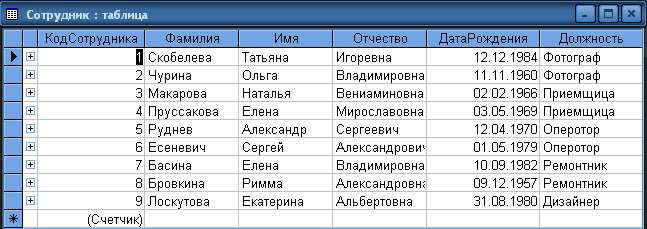 Сотрудник : таблица
КодСотрудника Фамилия Имя Отчество ДатаРождения Должность
1 Скобелева Татьяна Игоревна 12.12.1984 Фотограф
2 Чурина Ольга Владимировна 11.11.1960 Фотограф
3 Макарова Наталья Вениаминовна 02.02.1966 Приемщица
4 Пруссакова Елена Мирославовна 03.05.1969 Приемщица
5 Руднев Александр Сергеевич 12.04.1970 Оперотор
6 Есеневич Сергей Александрович 01.05.1979 Оперотор
7 Басина Елена Владимировна 10.09.1982 Ремонтник
8 Бровкина Римма Александровна 09.12.1957 Ремонтник
9 Лоскутова Екатерина Альбертовна 31.08.1980 Дизайнер
(Счетчик)